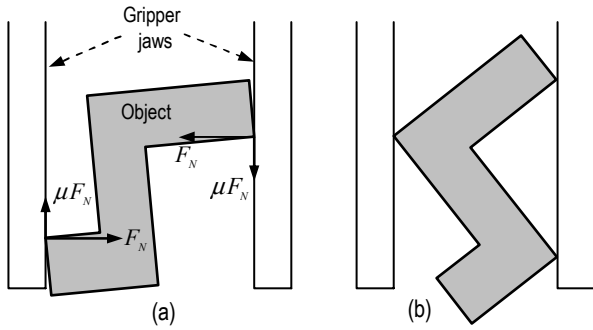 Gripper
jaws
Object
F_N
μF_N
μF_N
F_N
(a)
(b)